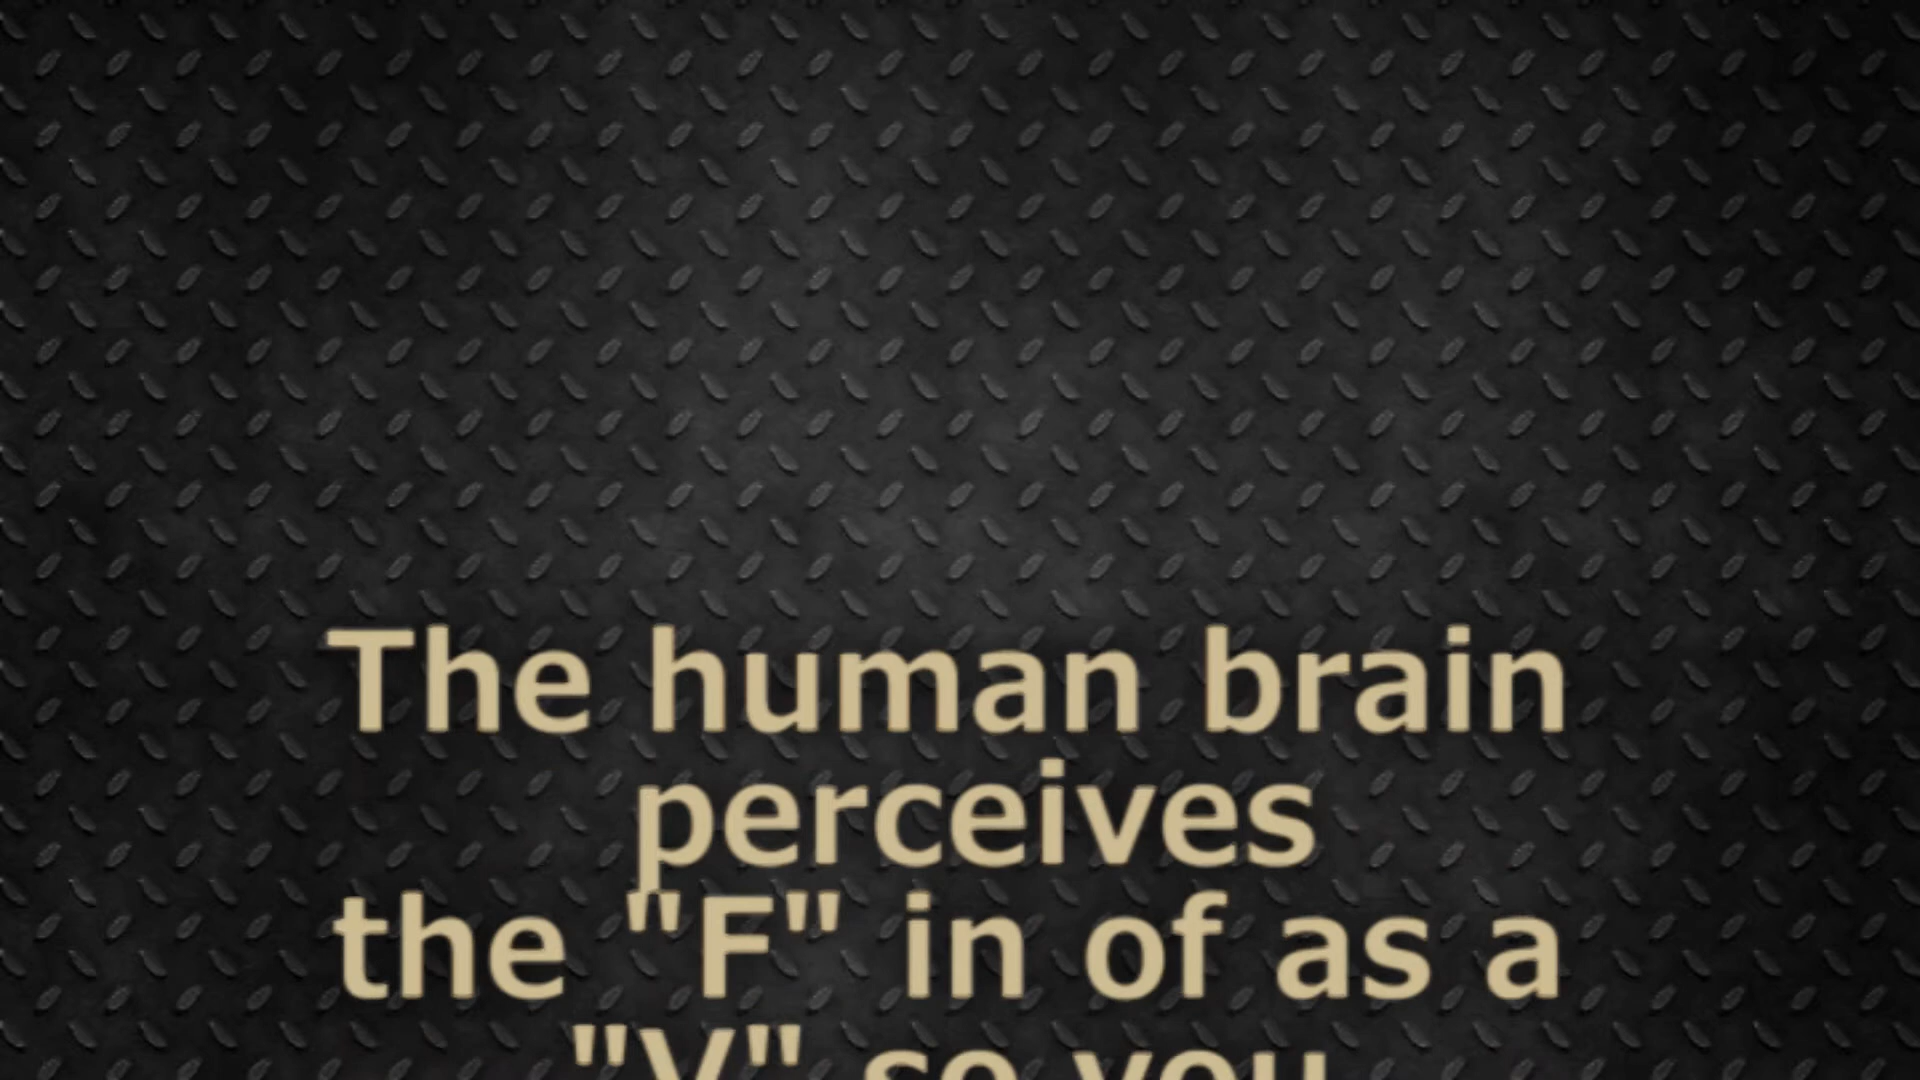 The human brain
perceives
the "F" in of as a
"V" so you